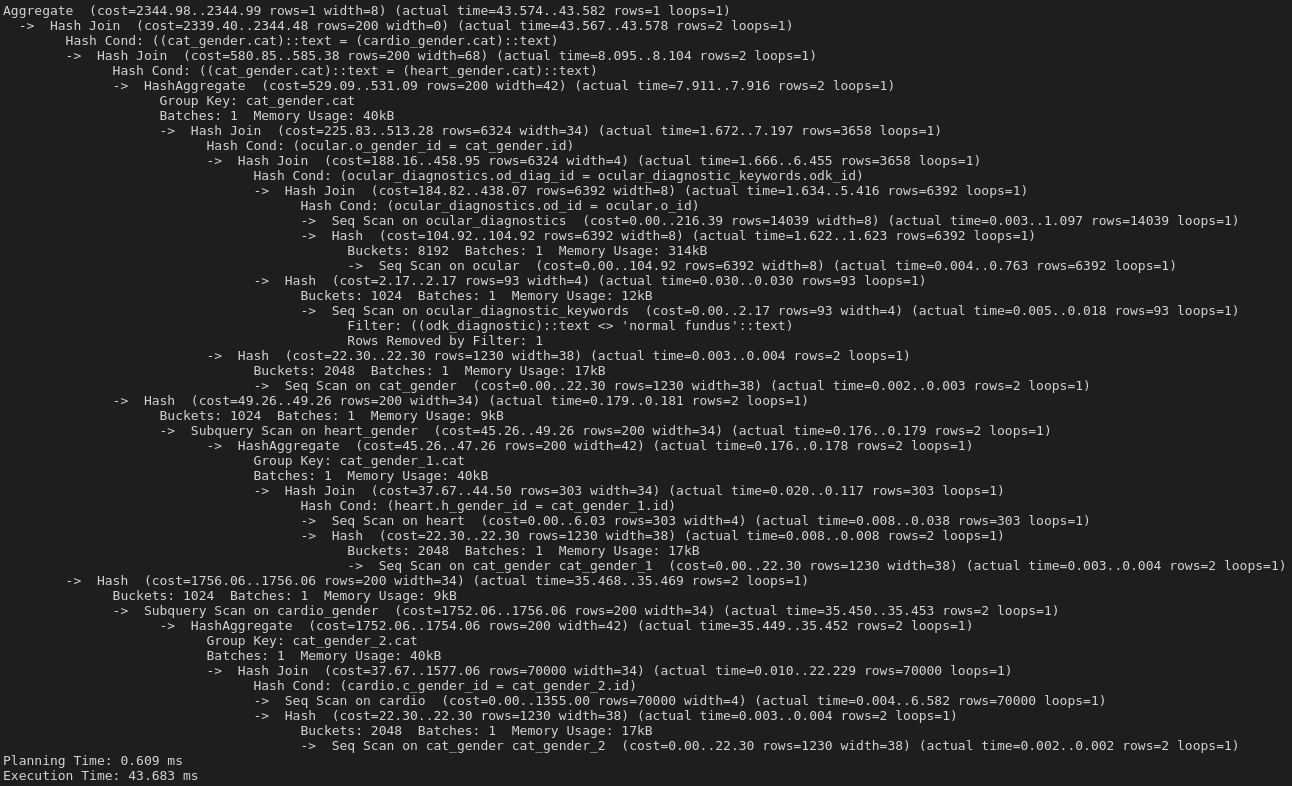 Aggregate  (cost=2344.98..2344.99 rows=1 width=8) (actual time=43.574..43.582 rows=1 loops=1)
  ->  Hash Join  (cost=2339.40..2344.48 rows=200 width=0) (actual time=43.567..43.578 rows=2 loops=1)
        Hash Cond: ((cat_gender.cat)::text = (cardio_gender.cat)::text)
        ->  Hash Join  (cost=580.85..585.38 rows=200 width=68) (actual time=8.095..8.104 rows=2 loops=1)
              Hash Cond: ((cat_gender.cat)::text = (heart_gender.cat)::text)
              ->  HashAggregate  (cost=529.09..531.09 rows=200 width=42) (actual time=7.911..7.916 rows=2 loops=1)
                    Group Key: cat_gender.cat
                    Batches: 1  Memory Usage: 40kB
                    ->  Hash Join  (cost=225.83..513.28 rows=6324 width=34) (actual time=1.672..7.197 rows=3658 loops=1)
                          Hash Cond: (ocular.o_gender_id = cat_gender.id)
                          ->  Hash Join  (cost=188.16..458.95 rows=6324 width=4) (actual time=1.666..6.455 rows=3658 loops=1)
                                Hash Cond: (ocular_diagnostics.od_diag_id = ocular_diagnostic_keywords.odk_id)
                                ->  Hash Join  (cost=184.82..438.07 rows=6392 width=8) (actual time=1.634..5.416 rows=6392 loops=1)
                                      Hash Cond: (ocular_diagnostics.od_id = ocular.o_id)
                                      ->  Seq Scan on ocular_diagnostics  (cost=0.00..216.39 rows=14039 width=8) (actual time=0.003..1.097 rows=14039 loops=1)
                                      ->  Hash  (cost=104.92..104.92 rows=6392 width=8) (actual time=1.622..1.623 rows=6392 loops=1)
                                            Buckets: 8192  Batches: 1  Memory Usage: 314kB
                                            ->  Seq Scan on ocular  (cost=0.00..104.92 rows=6392 width=8) (actual time=0.004..0.763 rows=6392 loops=1)
                                ->  Hash  (cost=2.17..2.17 rows=93 width=4) (actual time=0.030..0.030 rows=93 loops=1)
                                      Buckets: 1024  Batches: 1  Memory Usage: 12kB
                                      ->  Seq Scan on ocular_diagnostic_keywords  (cost=0.00..2.17 rows=93 width=4) (actual time=0.005..0.018 rows=93 loops=1)
                                            Filter: ((odk_diagnostic)::text <> 'normal fundus'::text)
                                            Rows Removed by Filter: 1
                          ->  Hash  (cost=22.30..22.30 rows=1230 width=38) (actual time=0.003..0.004 rows=2 loops=1)
                                Buckets: 2048  Batches: 1  Memory Usage: 17kB
                                ->  Seq Scan on cat_gender  (cost=0.00..22.30 rows=1230 width=38) (actual time=0.002..0.003 rows=2 loops=1)
              ->  Hash  (cost=49.26..49.26 rows=200 width=34) (actual time=0.179..0.181 rows=2 loops=1)
                    Buckets: 1024  Batches: 1  Memory Usage: 9kB
                    ->  Subquery Scan on heart_gender  (cost=45.26..49.26 rows=200 width=34) (actual time=0.176..0.179 rows=2 loops=1)
                          ->  HashAggregate  (cost=45.26..47.26 rows=200 width=42) (actual time=0.176..0.178 rows=2 loops=1)
                                Group Key: cat_gender_1.cat
                                Batches: 1  Memory Usage: 40kB
                                ->  Hash Join  (cost=37.67..44.50 rows=303 width=34) (actual time=0.020..0.117 rows=303 loops=1)
                                      Hash Cond: (heart.h_gender_id = cat_gender_1.id)
                                      ->  Seq Scan on heart  (cost=0.00..6.03 rows=303 width=4) (actual time=0.008..0.038 rows=303 loops=1)
                                      ->  Hash  (cost=22.30..22.30 rows=1230 width=38) (actual time=0.008..0.008 rows=2 loops=1)
                                            Buckets: 2048  Batches: 1  Memory Usage: 17kB
                                            ->  Seq Scan on cat_gender cat_gender_1  (cost=0.00..22.30 rows=1230 width=38) (actual time=0.003..0.004 rows=2 loops=1)
        ->  Hash  (cost=1756.06..1756.06 rows=200 width=34) (actual time=35.468..35.469 rows=2 loops=1)
              Buckets: 1024  Batches: 1  Memory Usage: 9kB
              ->  Subquery Scan on cardio_gender  (cost=1752.06..1756.06 rows=200 width=34) (actual time=35.450..35.453 rows=2 loops=1)
                    ->  HashAggregate  (cost=1752.06..1754.06 rows=200 width=42) (actual time=35.449..35.452 rows=2 loops=1)
                          Group Key: cat_gender_2.cat
                          Batches: 1  Memory Usage: 40kB
                          ->  Hash Join  (cost=37.67..1577.06 rows=70000 width=34) (actual time=0.010..22.229 rows=70000 loops=1)
                                Hash Cond: (cardio.c_gender_id = cat_gender_2.id)
                                ->  Seq Scan on cardio  (cost=0.00..1355.00 rows=70000 width=4) (actual time=0.004..6.582 rows=70000 loops=1)
                                ->  Hash  (cost=22.30..22.30 rows=1230 width=38) (actual time=0.003..0.004 rows=2 loops=1)
                                      Buckets: 2048  Batches: 1  Memory Usage: 17kB
                                      ->  Seq Scan on cat_gender cat_gender_2  (cost=0.00..22.30 rows=1230 width=38) (actual time=0.002..0.002 rows=2 loops=1)
Planning Time: 0.609 ms
Execution Time: 43.683 ms